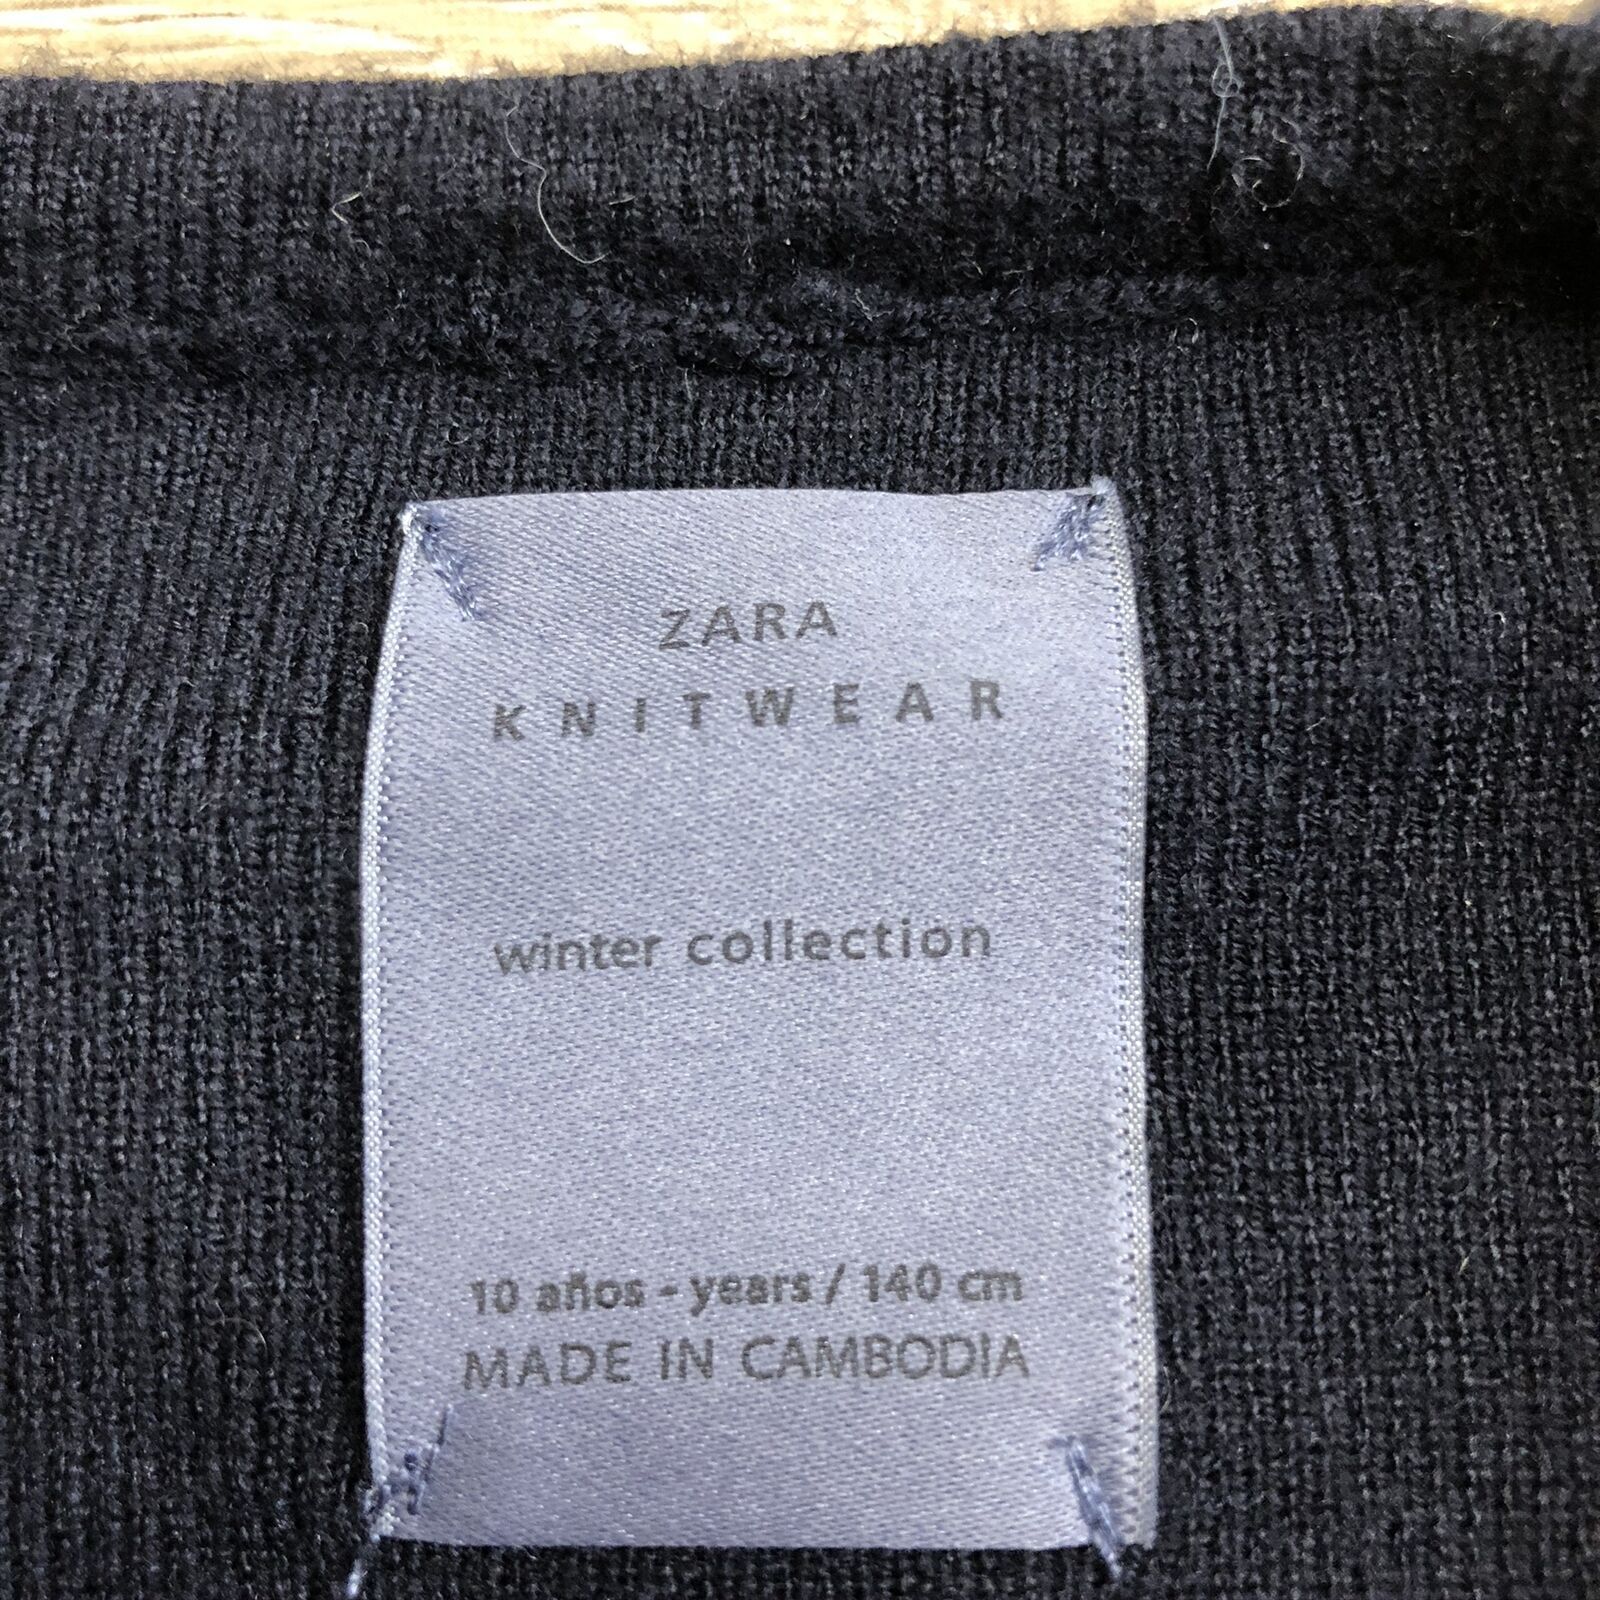 ZARA
KNITWEAR
winter collection
10 años - years / 140 cm
MADE IN CAMBODIA